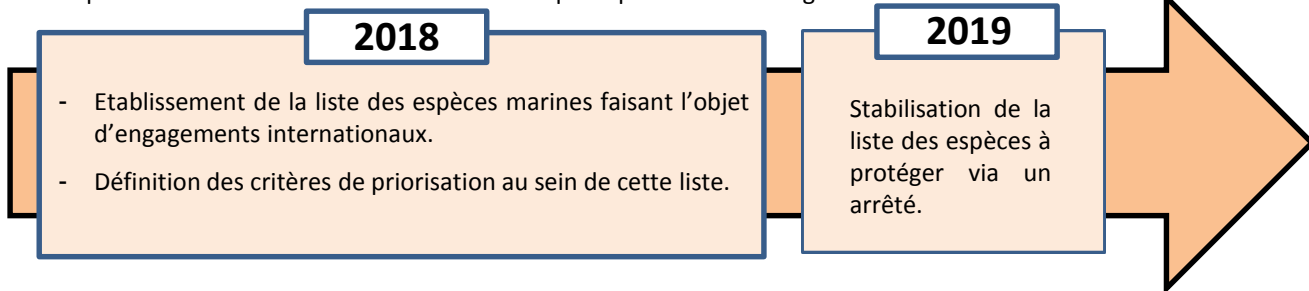 2018
- Etablissement de la liste des espèces marines faisant l'objet
d'engagements internationaux.
- Définition des critères de priorisation au sein de cette liste.
2019
Stabilisation de la
liste des espèces à
protéger via un
arrêté.